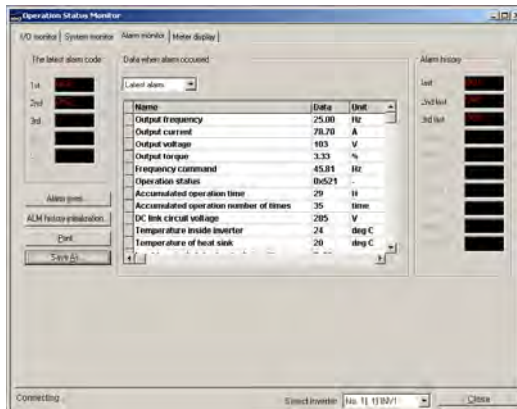 Operation Status Monitor
I/O monitor System monitor Alarm monitor Meter display
The latest alarm code
1st
2nd
3rd
Data when alarm occurred
Latest alarm
Name Data Unit
Output frequency 25.00 Hz
Output current 78.70 A
Output voltage 103 V
Output torque 3.33 %
Frequency command 45.81 Hz
Operation status 0x521 -
Accumulated operation time 29 H
Accumulated operation number of times 35 time
DC link circuit voltage 285 V
Temperature inside inverter 24 deg C
Temperature of heat sink 20 deg C
Alarm history
last
2nd last
3rd last
ALM history initialization
Print
Save As...
Connecting
Select inverter No. 1[ 1] INV1
Close